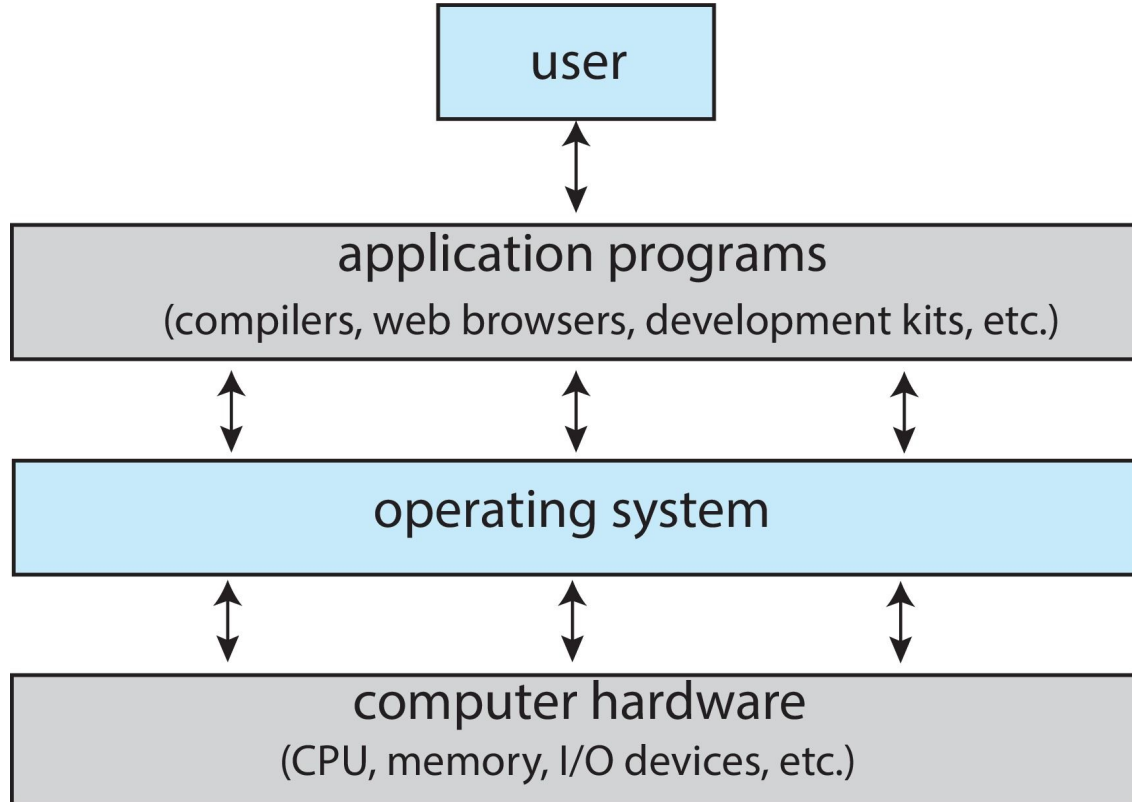 user
application programs
(compilers, web browsers, development kits, etc.)
operating system
computer hardware
(CPU, memory, I/O devices, etc.)